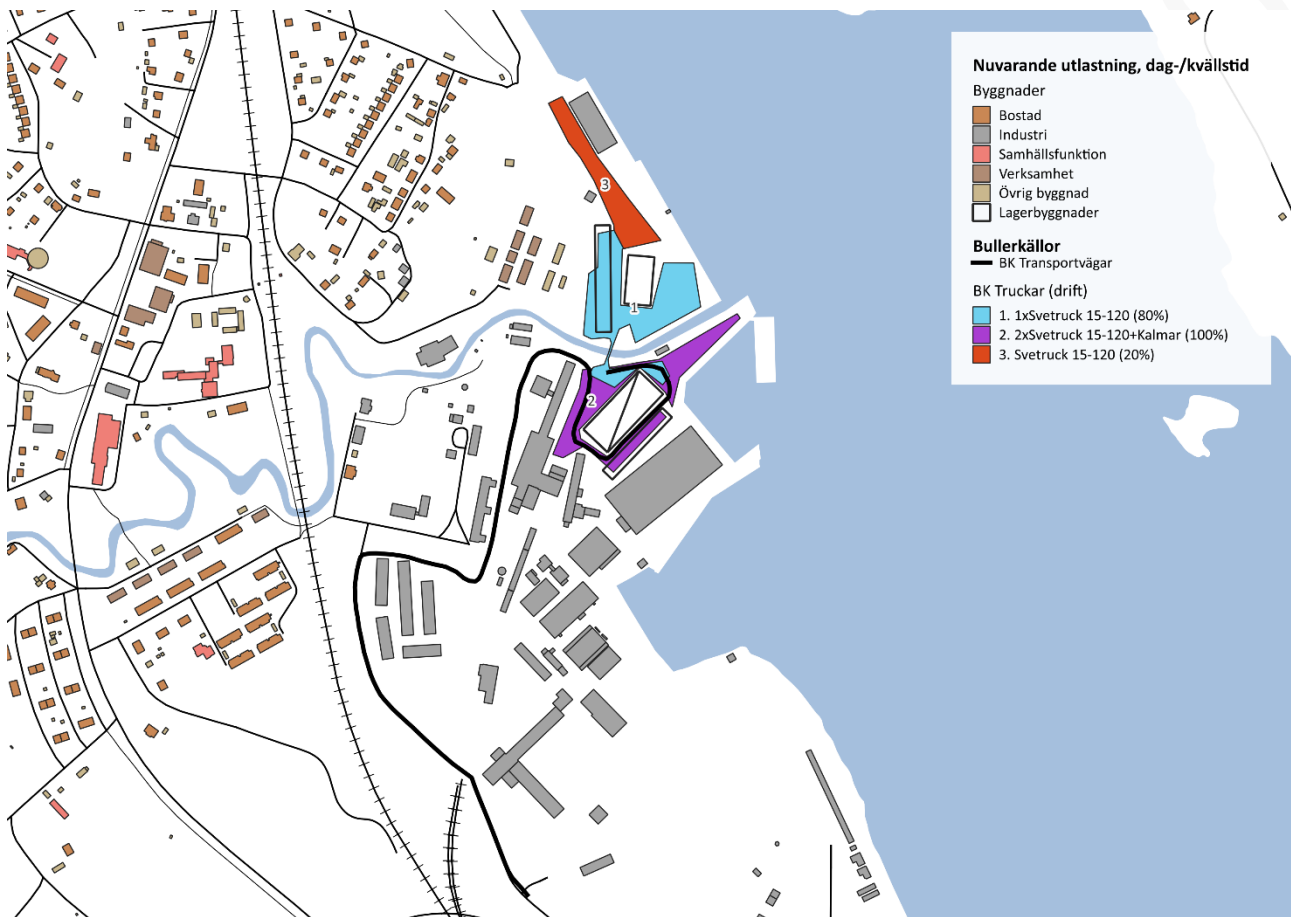 Nuvarande utlastning, dag-/kvällstid
Byggnader
Bostad
Industri
Samhällsfunktion
Verksamhet
Övrig byggnad
Lagerbyggnader
Bullerkällor
BK Transportvägar
BK Truckar (drift)
1. 1xSvetruck 15-120 (80%)
2. 2xSvetruck 15-120+Kalmar (100%)
3. Svetruck 15-120 (20%)
3
1
2